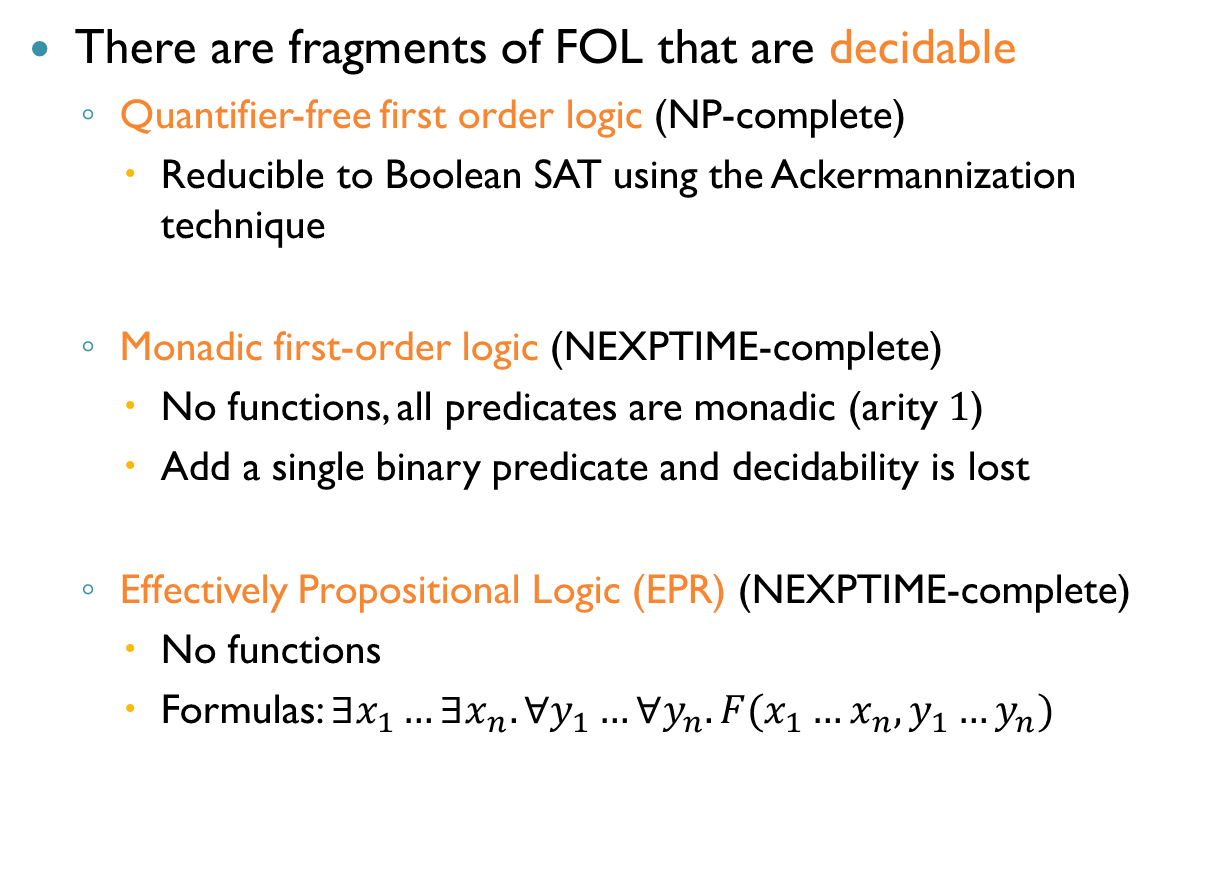 • There are fragments of FOL that are decidable
◦ Quantifier-free first order logic (NP-complete)
• Reducible to Boolean SAT using the Ackermannization
technique
◦ Monadic first-order logic (NEXPTIME-complete)
• No functions, all predicates are monadic (arity 1)
• Add a single binary predicate and decidability is lost
◦ Effectively Propositional Logic (EPR) (NEXPTIME-complete)
• No functions
• Formulas: ∃x₁ … ∃xₙ. ∀y₁ … ∀yₙ. F(x₁ … xₙ, y₁ … yₙ)